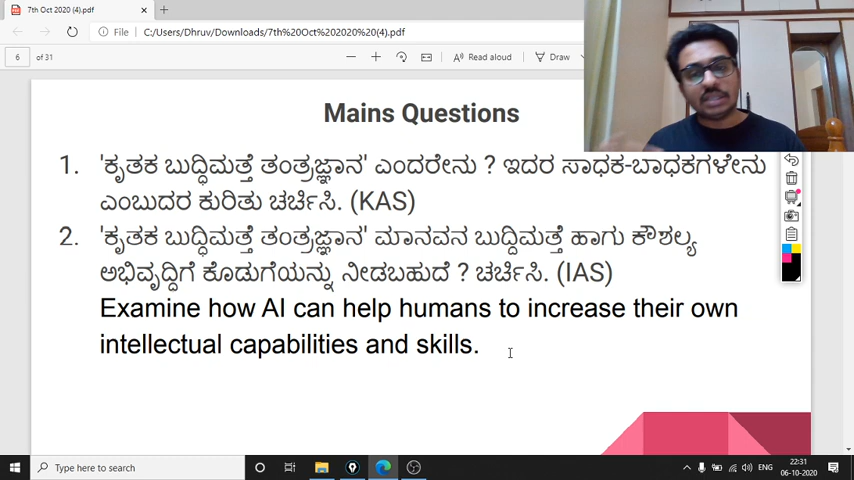 7th Oct 2020 (4).pdf
File C:/Users/Dhruv/Downloads/7th%20Oct%202020%20(4).pdf
6 of 31 Read aloud Draw
Mains Questions
1. 'ಕೃತಕ ಬುದ್ಧಿಮತ್ತೆ ತಂತ್ರಜ್ಞಾನ' ಎಂದರೇನು ? ಇದರ ಸಾಧಕ-ಬಾಧಕಗಳೇನು
ಎಂಬುದರ ಕುರಿತು ಚರ್ಚಿಸಿ. (KAS)
2. 'ಕೃತಕ ಬುದ್ಧಿಮತ್ತೆ ತಂತ್ರಜ್ಞಾನ' ಮಾನವನ ಬುದ್ದಿಮತ್ತೆ ಹಾಗು ಕೌಶಲ್ಯ
ಅಭಿವೃದ್ಧಿಗೆ ಕೊಡುಗೆಯನ್ನು ನೀಡಬಹುದೆ ? ಚರ್ಚಿಸಿ. (IAS)
Examine how AI can help humans to increase their own
intellectual capabilities and skills.
Type here to search
ENG
22:31
06-10-2020